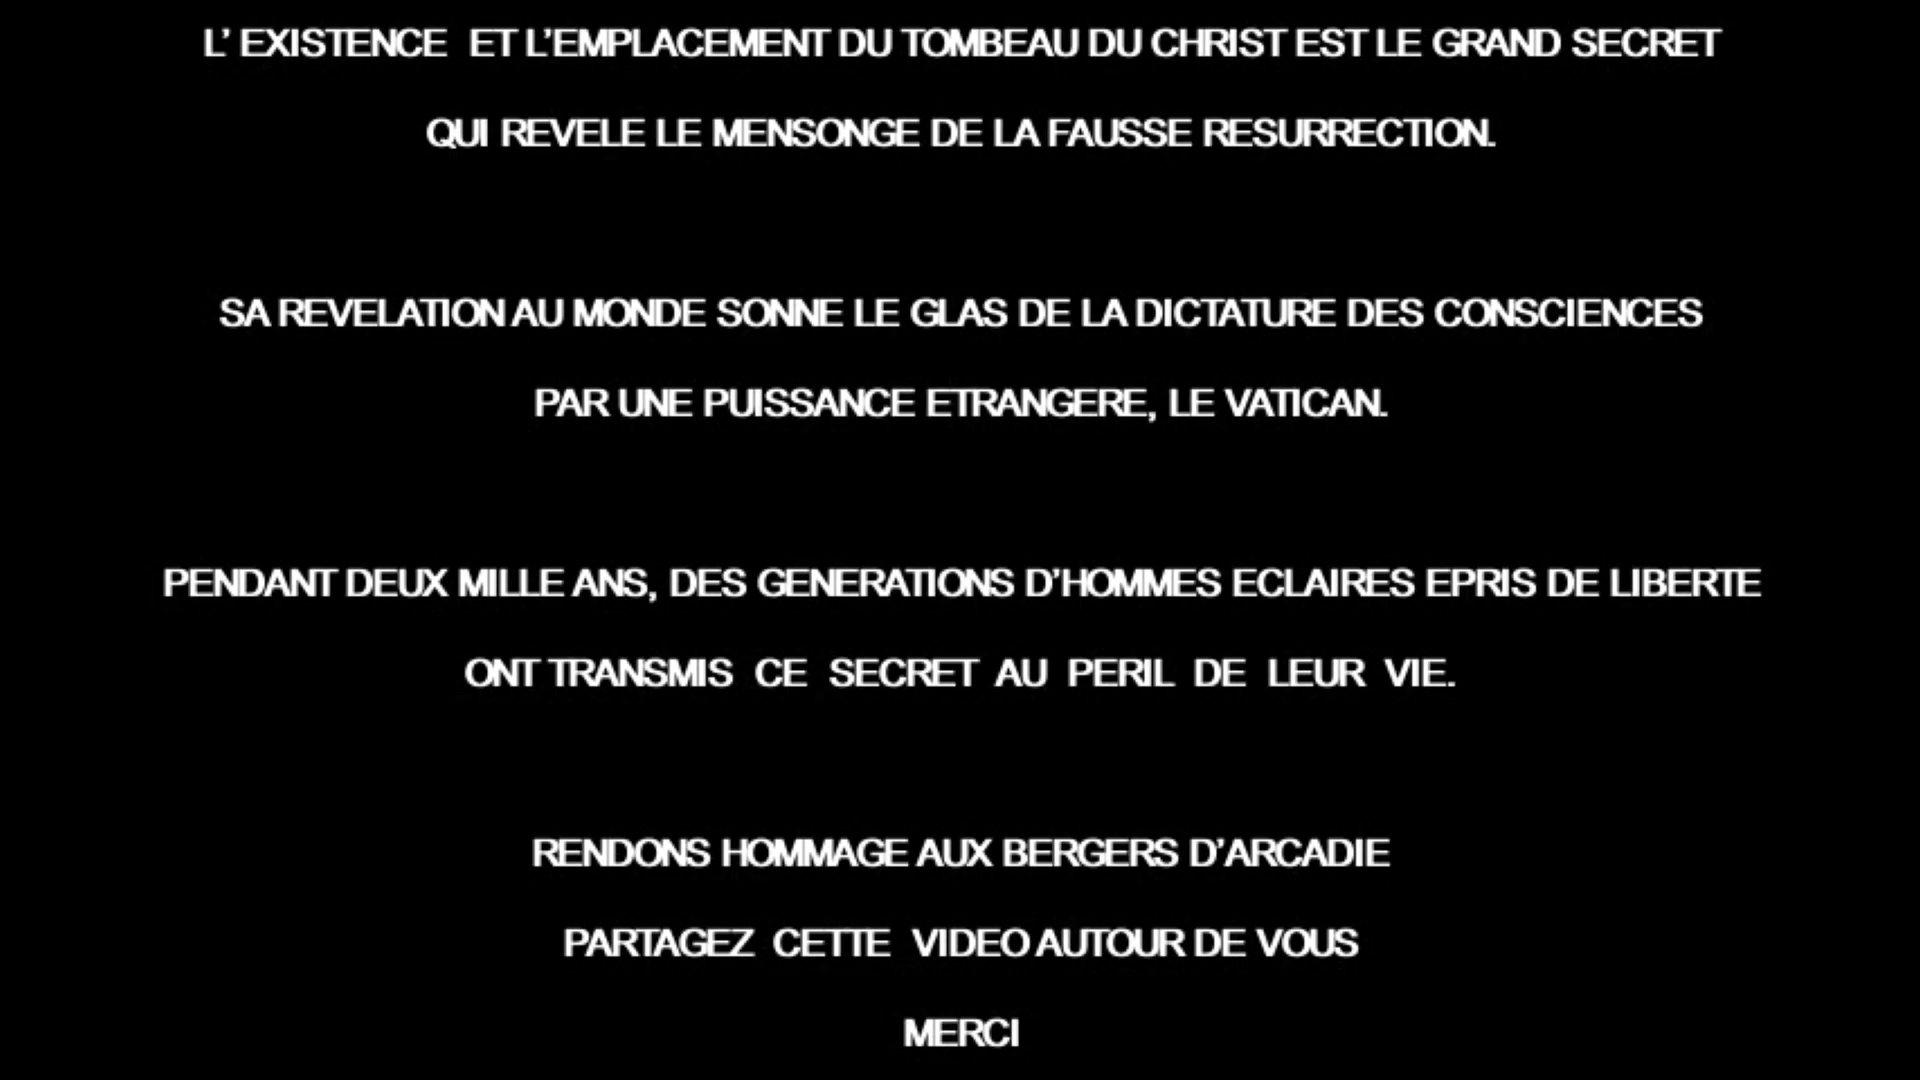 L’ EXISTENCE ET L’EMPLACEMENT DU TOMBEAU DU CHRIST EST LE GRAND SECRET
QUI REVELE LE MENSONGE DE LA FAUSSE RESURRECTION.
SA REVELATION AU MONDE SONNE LE GLAS DE LA DICTATURE DES CONSCIENCES
PAR UNE PUISSANCE ETRANGERE, LE VATICAN.
PENDANT DEUX MILLE ANS, DES GENERATIONS D’HOMMES ECLAIRES EPRIS DE LIBERTE
ONT TRANSMIS CE SECRET AU PERIL DE LEUR VIE.
RENDONS HOMMAGE AUX BERGERS D’ARCADIE
PARTAGEZ CETTE VIDEO AUTOUR DE VOUS
MERCI